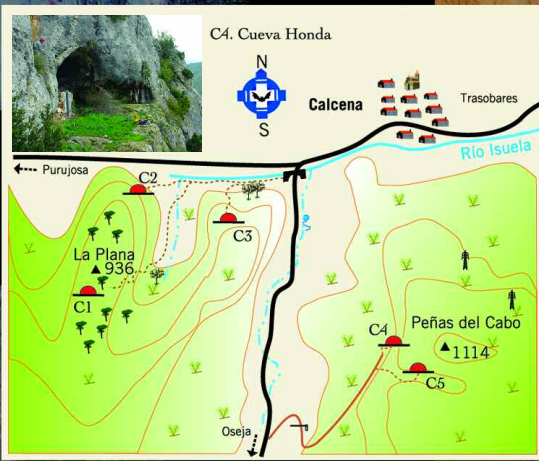 C4. Cueva Honda
N
S
Calcena
Trasobares
Río Isuela
Purujosa
C2
C3
La Plana
936
C1
C4
Peñas del Cabo
1114
C5
Oseja